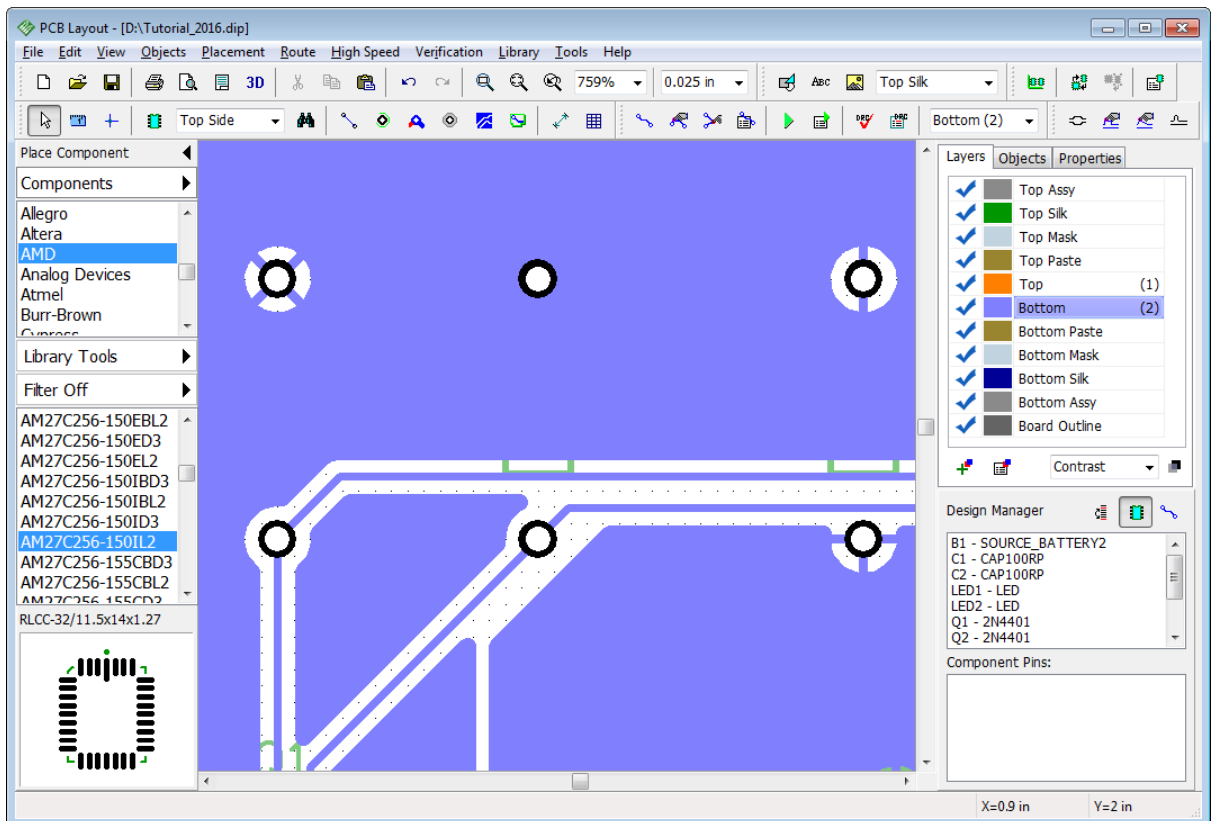 PCB Layout - [D:\Tutorial_2016.dip]
File Edit View Objects Placement Route High Speed Verification Library Tools Help
3D 759% 0.025 in ABC Top Silk
Top Side DRC DRC Bottom (2)
Place Component
Components
Allegro
Altera
AMD
Analog Devices
Atmel
Burr-Brown
Cypress
Library Tools
Filter Off
AM27C256-150EBL2
AM27C256-150ED3
AM27C256-150EL2
AM27C256-150IBD3
AM27C256-150IBL2
AM27C256-150ID3
AM27C256-150IL2
AM27C256-155CBD3
AM27C256-155CBL2
AM27C256-155CD3
RLCC-32/11.5x14x1.27
Layers Objects Properties
Top Assy
Top Silk
Top Mask
Top Paste
Top (1)
Bottom (2)
Bottom Paste
Bottom Mask
Bottom Silk
Bottom Assy
Board Outline
Contrast
Design Manager
B1 - SOURCE_BATTERY2
C1 - CAP100RP
C2 - CAP100RP
LED1 - LED
LED2 - LED
Q1 - 2N4401
Q2 - 2N4401
Component Pins:
X=0.9 in Y=2 in